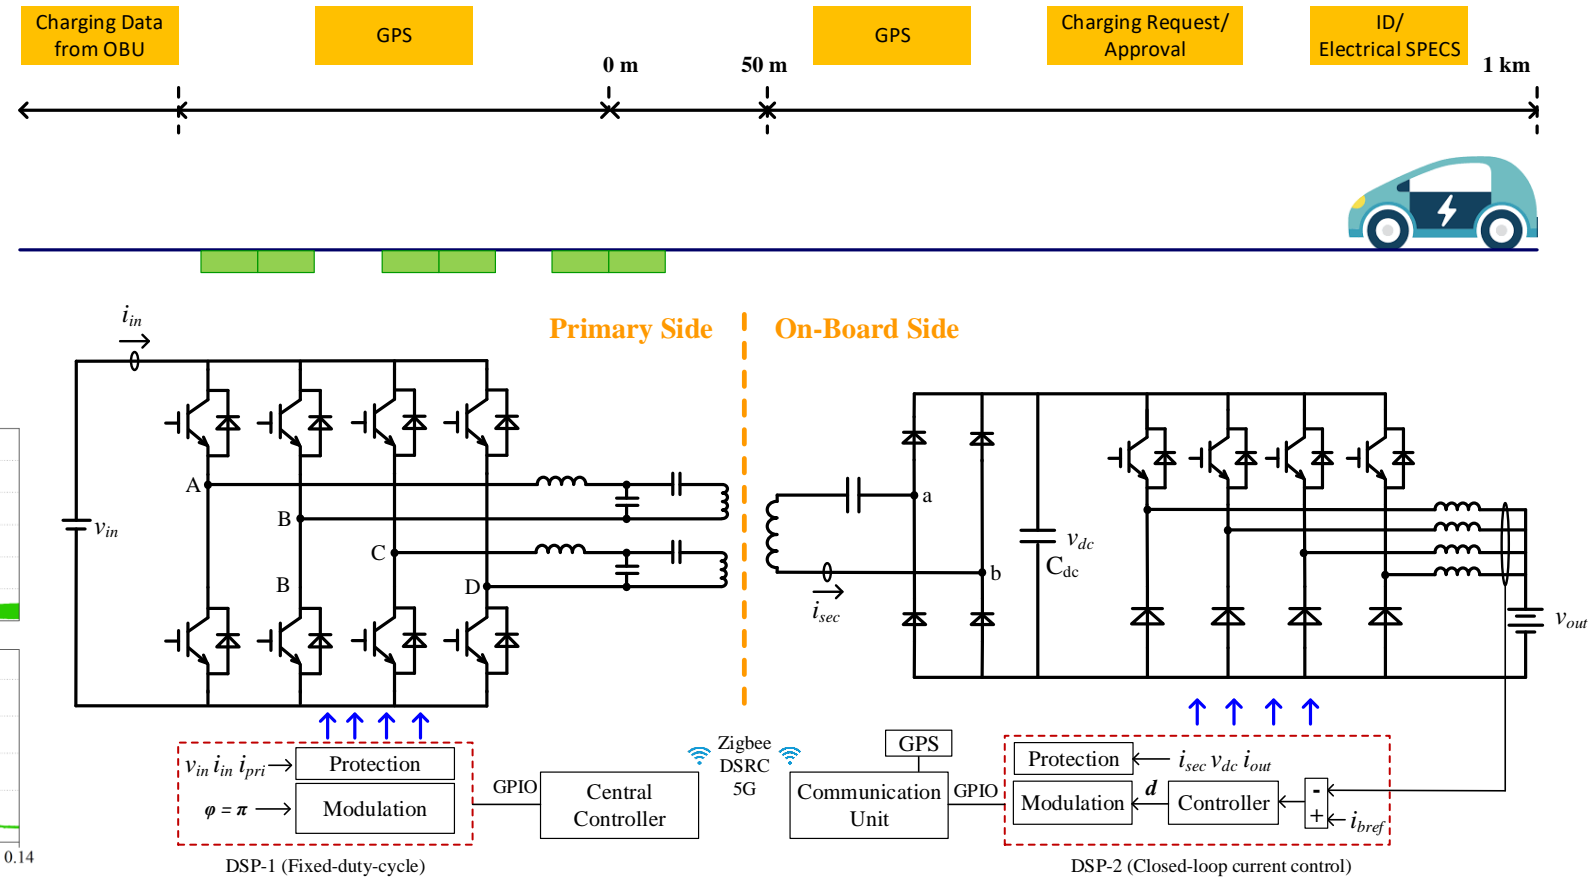 Charging Data
from OBU
GPS
GPS
Charging Request/
Approval
ID/
Electrical SPECS
0 m
50 m
1 km
Primary Side
On-Board Side
i_in
v_in
A
B
C
B
D
a
b
i_sec
v_dc
C_dc
v_out
v_in i_in i_pri
Protection
φ = π
Modulation
GPIO
Central
Controller
Zigbee
DSRC
5G
GPS
Communication
Unit
GPIO
Protection
i_sec v_dc i_out
Modulation
d
Controller
-
+
i_bref
0.14
DSP-1 (Fixed-duty-cycle)
DSP-2 (Closed-loop current control)